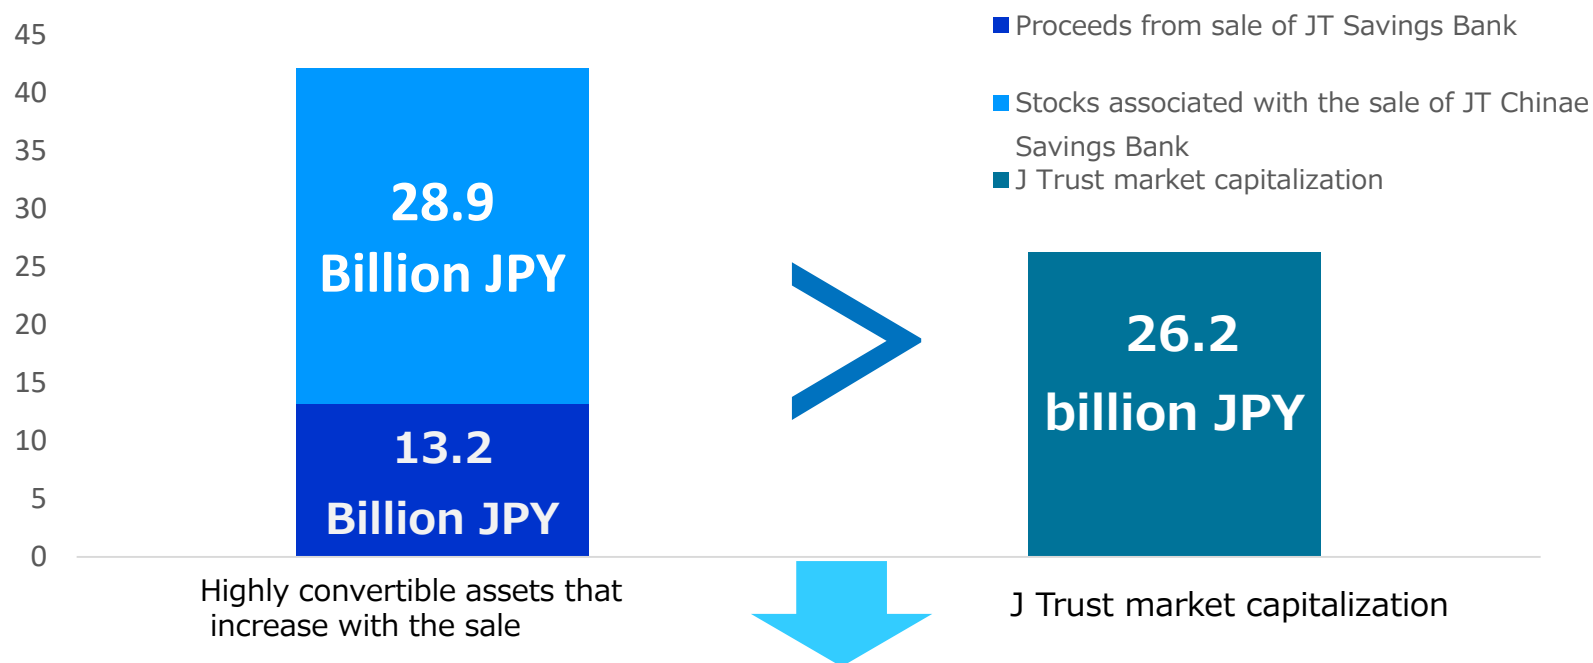 45
40
35
30
25
20
15
10
5
0
28.9
Billion JPY
13.2
Billion JPY
>
26.2
billion JPY
Proceeds from sale of JT Savings Bank
Stocks associated with the sale of JT Chinae
Savings Bank
J Trust market capitalization
Highly convertible assets that
increase with the sale
J Trust market capitalization